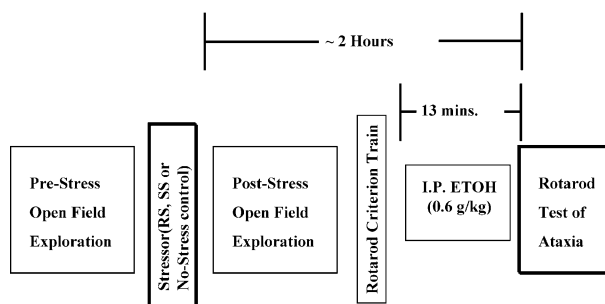 ~ 2 Hours
13 mins.
Pre-Stress
Open Field
Exploration
Stressor(RS, SS or
No-Stress control)
Post-Stress
Open Field
Exploration
Rotarod Criterion Train
I.P. ETOH
(0.6 g/kg)
Rotarod
Test of
Ataxia